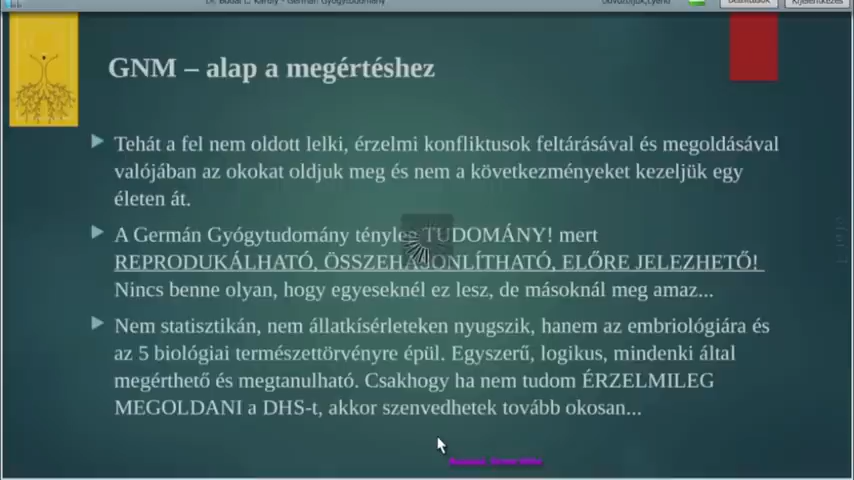 Dr. Budai L. Károly - Germán Gyógytudomány
Beállítások
Kijelentkezés
GNM – alap a megértéshez
Tehát a fel nem oldott lelki, érzelmi konfliktusok feltárásával és megoldásával
valójában az okokat oldjuk meg és nem a következményeket kezeljük egy
életen át.
A Germán Gyógytudomány tényleg TUDOMÁNY! mert
REPRODUKÁLHATÓ, ÖSSZEHASONLÍTHATÓ, ELŐRE JELEZHETŐ!
Nincs benne olyan, hogy egyeseknél ez lesz, de másoknál meg amaz...
Nem statisztikán, nem állatkísérleteken nyugszik, hanem az embriológiára és
az 5 biológiai természettörvényre épül. Egyszerű, logikus, mindenki által
megérthető és megtanulható. Csakhogy ha nem tudom ÉRZELMILEG
MEGOLDANI a DHS-t, akkor szenvedhetek tovább okosan...